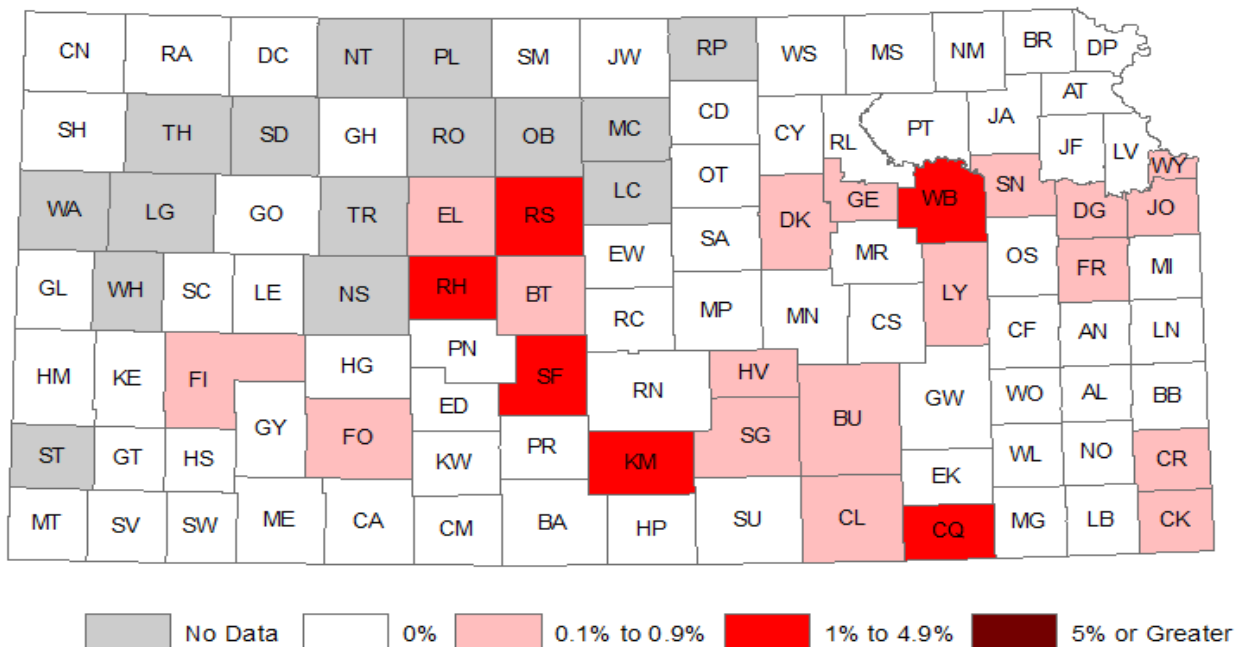 CN RA DC NT PL SM JW RP WS MS NM BR DP
SH TH SD GH RO OB MC CD CY RL PT JA AT
JF LV WY
WA LG GO TR EL RS LC OT DK GE WB SN DG JO
GL WH SC LE NS RH BT EW SA MR LY OS FR MI
RC MP MN CS CF AN LN
HM KE FI HG PN SF RN HV BU GW WO AL BB
GY FO ED SG
ST GT HS KW PR KM EK WL NO CR
MT SV SW ME CA CM BA HP SU CL CQ MG LB CK
No Data 0% 0.1% to 0.9% 1% to 4.9% 5% or Greater